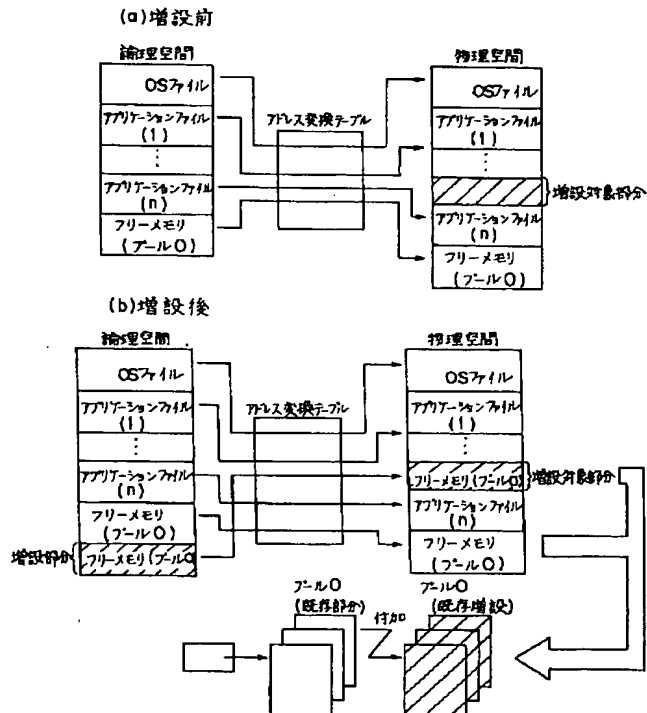 (a)増設前
論理空間
OSファイル
アプリケーションファイル
(1)
⋮
アプリケーションファイル
(n)
フリーメモリ
(プール0)
アドレス変換テーブル
物理空間
OSファイル
アプリケーションファイル
(1)
⋮
増設対象部分
アプリケーションファイル
(n)
フリーメモリ
(プール0)
(b)増設後
論理空間
OSファイル
アプリケーションファイル
(1)
⋮
アプリケーションファイル
(n)
フリーメモリ
(プール0)
増設部分
フリーメモリ(プール0)
アドレス変換テーブル
物理空間
OSファイル
アプリケーションファイル
(1)
⋮
フリーメモリ(プール0)
増設対象部分
アプリケーションファイル
(n)
フリーメモリ
(プール0)
プール0
(既存部分)
付加
プール0
(既存増設)